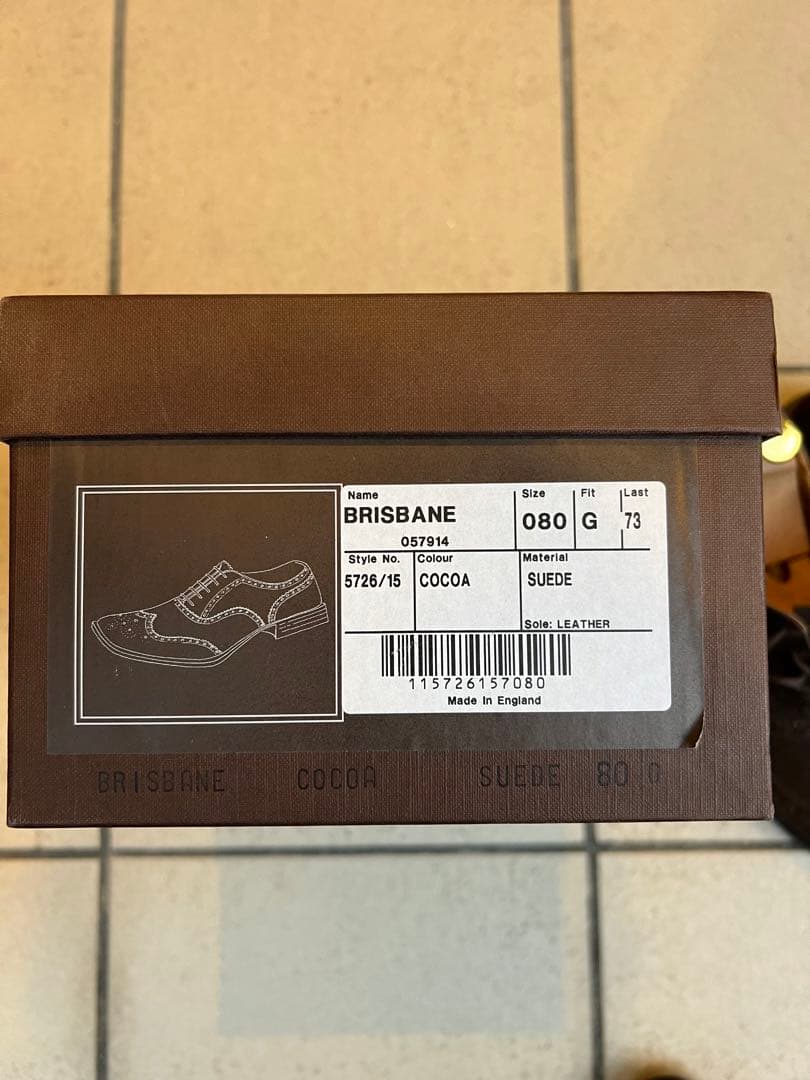 Name
BRISBANE
057914
Size
080
Fit
G
Last
73
Style No.
5726/15
Colour
COCOA
Material
SUEDE
Sole: LEATHER
115726157080
Made In England
BRISBANE COCOA SUEDE 80